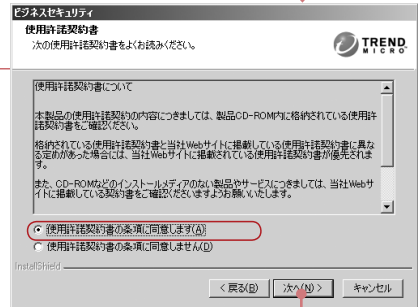 ビジネスセキュリティ
使用許諾契約書
次の使用許諾契約書をよくお読みください。
TREND
MICRO
使用許諾契約書について
本製品の使用許諾契約の内容につきましては、製品CD-ROM内に格納されている使用許
諾契約書をご確認ください。
格納されている使用許諾契約書と当社Webサイトに掲載している使用許諾契約書に異な
る定めがあった場合には、当社Webサイトに掲載されている使用許諾契約書が優先されま
す。
また、CD-ROMなどのインストールメディアのない製品やサービスにつきましては、当社Webサ
イトに掲載している契約書をご確認くださいますようお願いいたします。
使用許諾契約書の条項に同意します(A)
使用許諾契約書の条項に同意しません(D)
InstallShield
< 戻る(B)
次へ(N) >
キャンセル